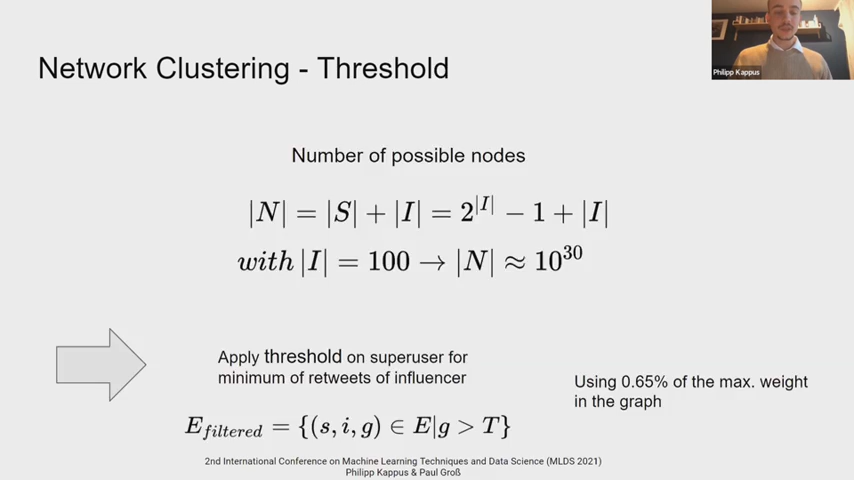 Philipp Kappus
Network Clustering - Threshold
Number of possible nodes
|N| = |S| + |I| = 2^{|I|} − 1 + |I|
with |I| = 100 → |N| ≈ 10^{30}
Apply threshold on superuser for
minimum of retweets of influencer
E_{filtered} = {(s, i, g) ∈ E|g > T}
Using 0.65% of the max. weight
in the graph
2nd International Conference on Machine Learning Techniques and Data Science (MLDS 2021)
Philipp Kappus & Paul Groß